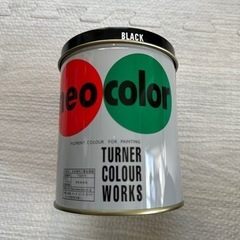 BLACK
neo color
PIGMENT COLOUR FOR PAINTING
TURNER
COLOUR
WORKS